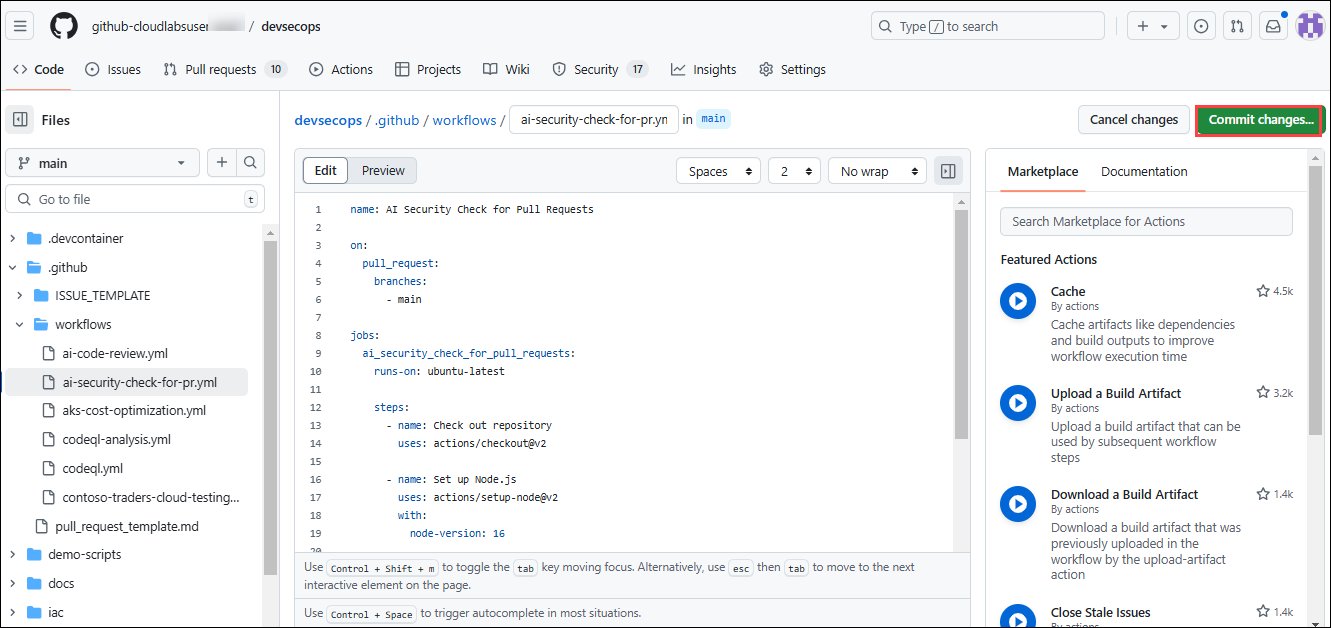 github-cloudlabsuser / devsecops
Type / to search
Code
Issues
Pull requests 10
Actions
Projects
Wiki
Security 17
Insights
Settings
Files
main
Go to file t
.devcontainer
.github
ISSUE_TEMPLATE
workflows
ai-code-review.yml
ai-security-check-for-pr.yml
aks-cost-optimization.yml
codeql-analysis.yml
codeql.yml
contoso-traders-cloud-testing...
pull_request_template.md
demo-scripts
docs
iac
devsecops / .github / workflows / ai-security-check-for-pr.yn in main
Cancel changes
Commit changes...
Edit Preview
Spaces 2 No wrap
1 name: AI Security Check for Pull Requests
2
3 on:
4 pull_request:
5 branches:
6 - main
7
8 jobs:
9 ai_security_check_for_pull_requests:
10 runs-on: ubuntu-latest
11
12 steps:
13 - name: Check out repository
14 uses: actions/checkout@v2
15
16 - name: Set up Node.js
17 uses: actions/setup-node@v2
18 with:
19 node-version: 16
20
Use Control + Shift + m to toggle the tab key moving focus. Alternatively, use esc then tab to move to the next
interactive element on the page.
Use Control + Space to trigger autocomplete in most situations.
Marketplace Documentation
Search Marketplace for Actions
Featured Actions
Cache 4.5k
By actions
Cache artifacts like dependencies
and build outputs to improve
workflow execution time
Upload a Build Artifact 3.2k
By actions
Upload a build artifact that can be
used by subsequent workflow
steps
Download a Build Artifact 1.4k
By actions
Download a build artifact that was
previously uploaded in the
workflow by the upload-artifact
action
Close Stale Issues 1.4k
By actions